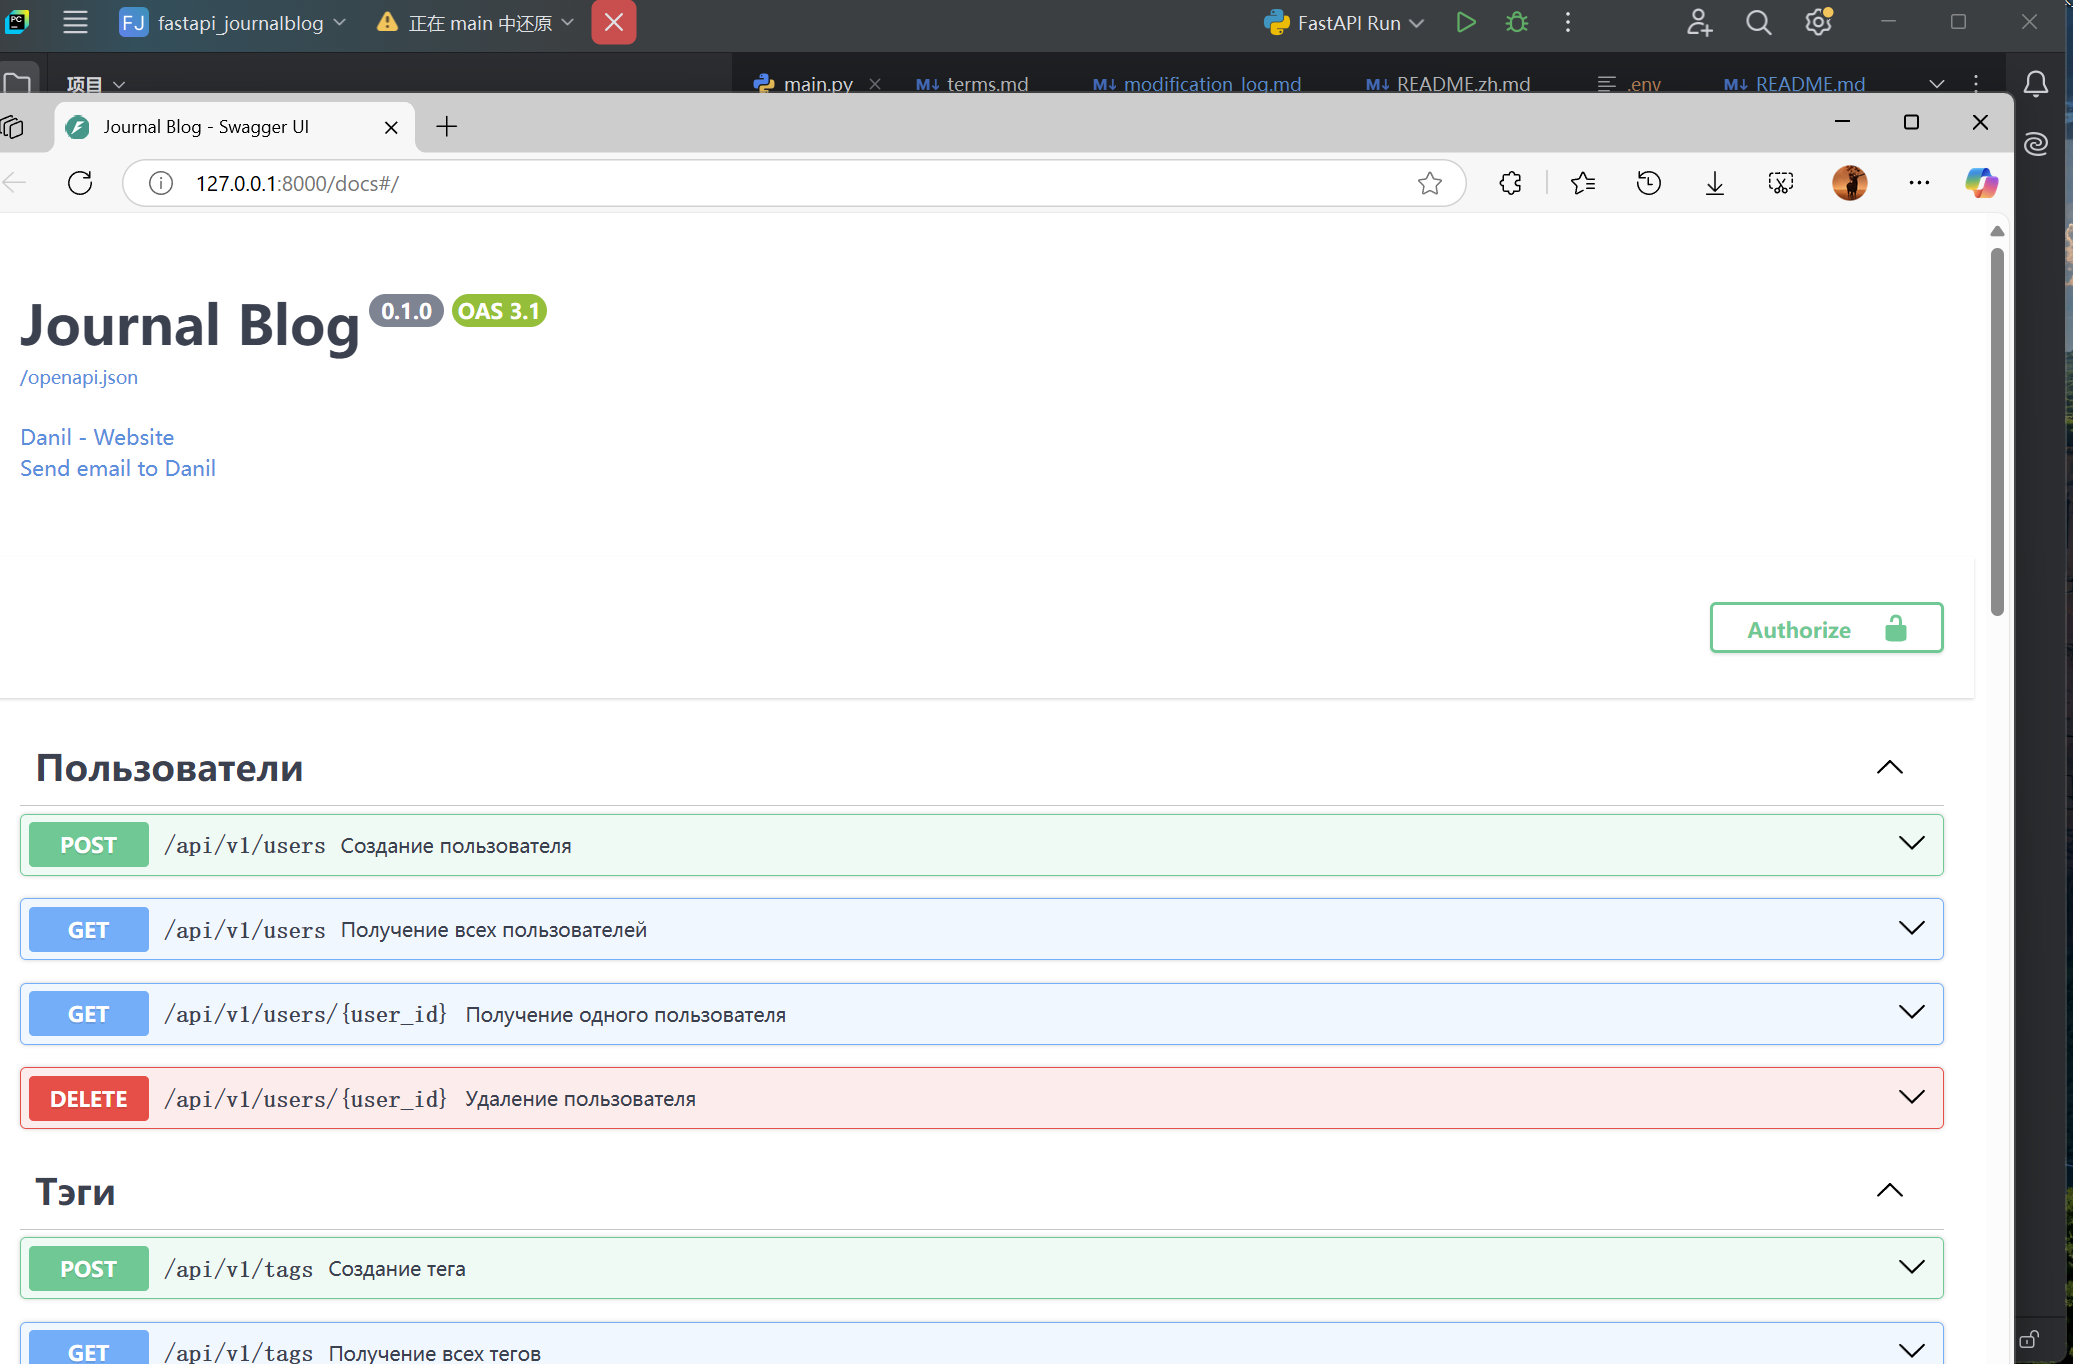 PC
FJ fastapi_journalblog 正在 main 中还原 FastAPI Run
项目 main.py terms.md modification_log.md README.zh.md .env README.md
Journal Blog - Swagger UI
127.0.0.1:8000/docs#/
Journal Blog 0.1.0 OAS 3.1
/openapi.json
Danil - Website
Send email to Danil
Authorize
Пользователи
POST /api/v1/users Создание пользователя
GET /api/v1/users Получение всех пользователей
GET /api/v1/users/{user_id} Получение одного пользователя
DELETE /api/v1/users/{user_id} Удаление пользователя
Тэги
POST /api/v1/tags Создание тега
GET /api/v1/tags Получение всех тегов